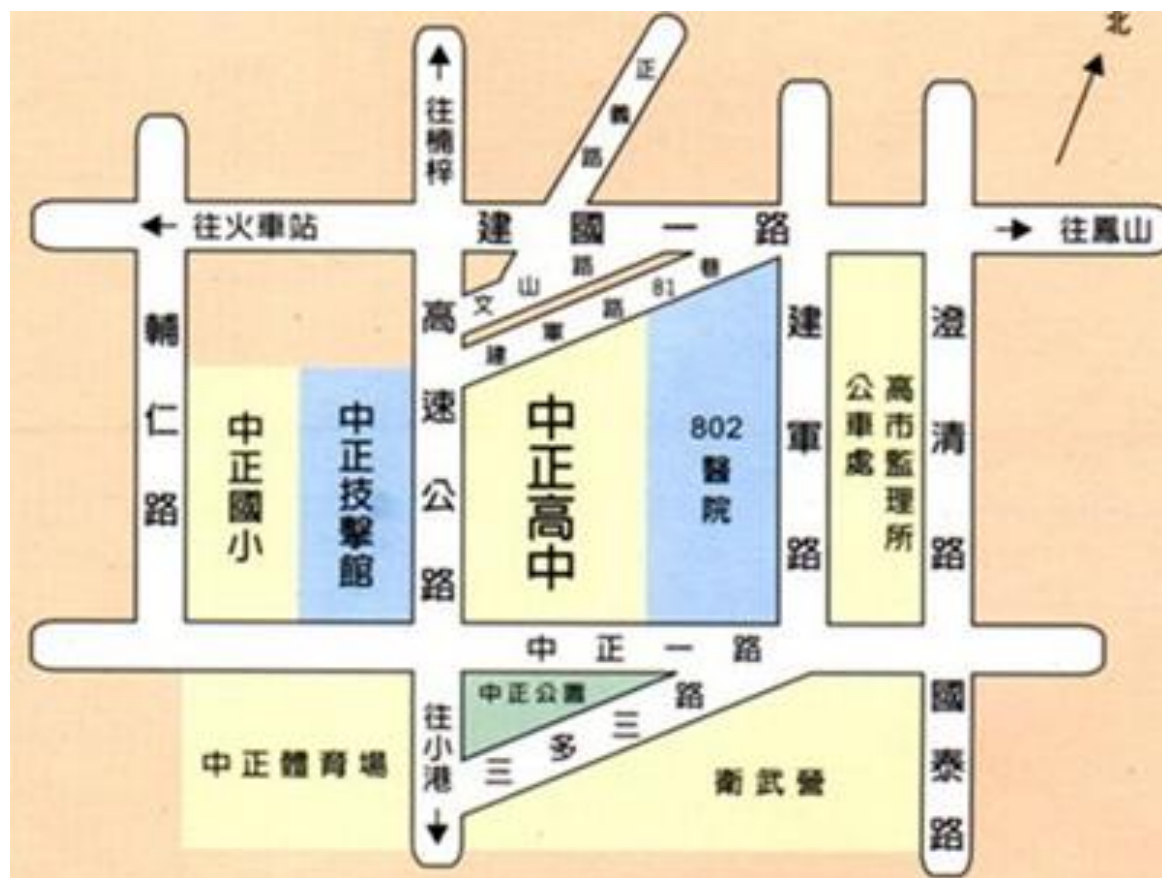 北
正義路
往楠梓
往火車站
建國一路
往鳳山
文山路
建軍路81巷
輔仁路
高速公路
建軍路
澄清路
高市監理所
公車處
中正國小
中正技擊館
中正高中
802
醫院
中正一路
中正公園
三多三路
往小港
中正體育場
衛武營
國泰路